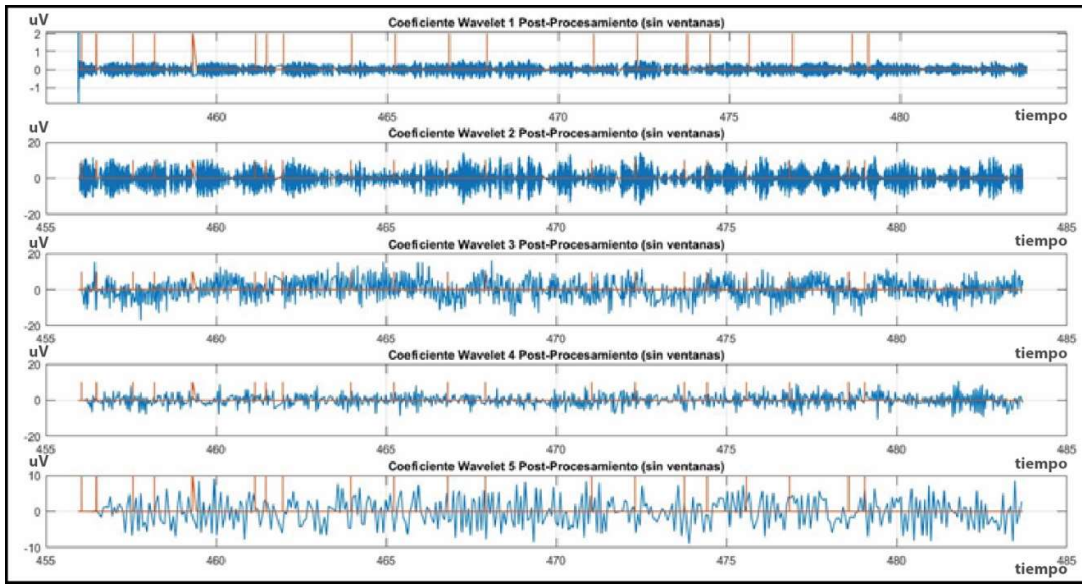 uV
Coeficiente Wavelet 1 Post-Procesamiento (sin ventanas)
2
1
0
-1
460 465 470 475 480 tiempo
uV
Coeficiente Wavelet 2 Post-Procesamiento (sin ventanas)
20
0
-20
455 460 465 470 475 480 485
uV
tiempo
Coeficiente Wavelet 3 Post-Procesamiento (sin ventanas)
20
0
-20
455 460 465 470 475 480 485
uV
tiempo
Coeficiente Wavelet 4 Post-Procesamiento (sin ventanas)
20
0
-20
455 460 465 470 475 480 485
uV
tiempo
Coeficiente Wavelet 5 Post-Procesamiento (sin ventanas)
10
0
-10
455 460 465 470 475 480 485
tiempo